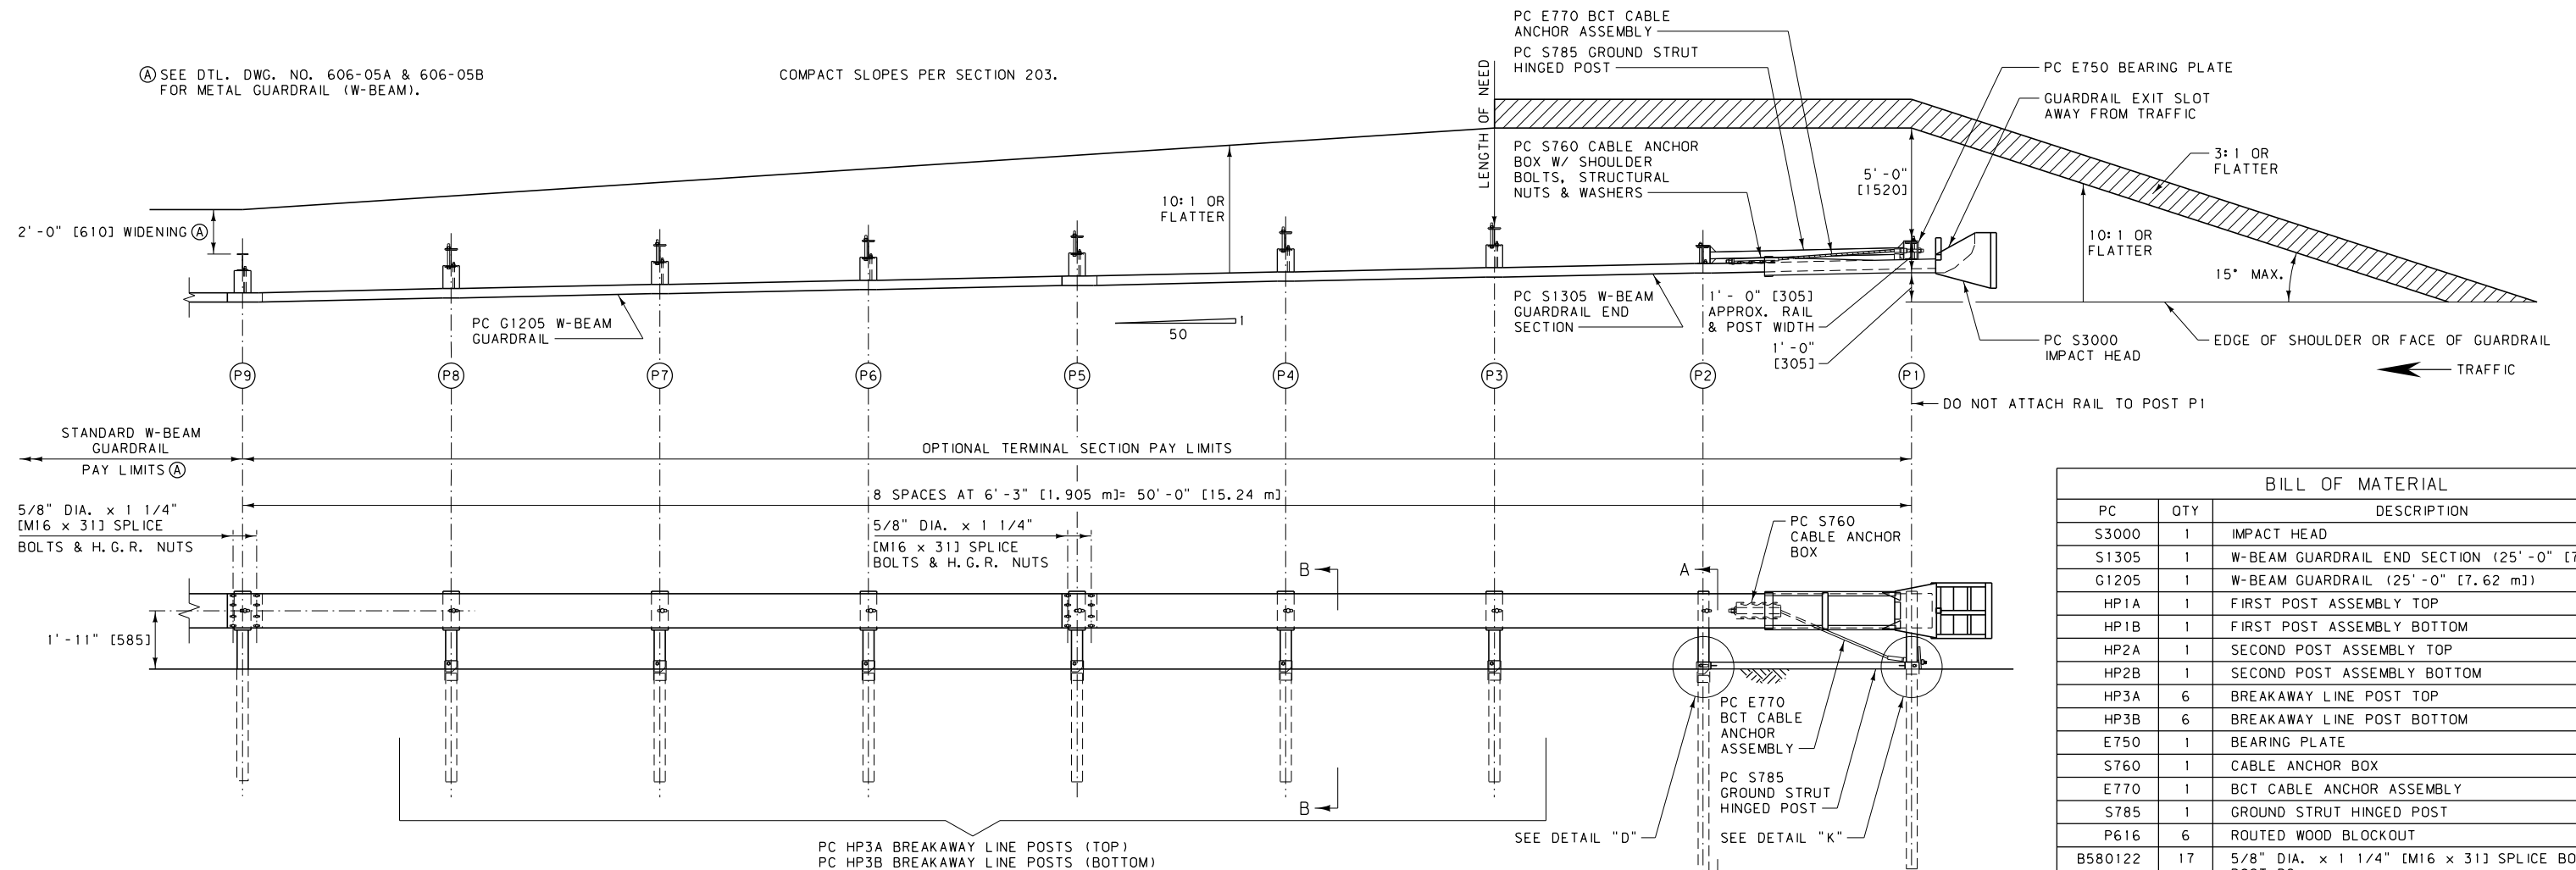 Ⓐ SEE DTL. DWG. NO. 606-05A & 606-05B
FOR METAL GUARDRAIL (W-BEAM).
COMPACT SLOPES PER SECTION 203.
PC E770 BCT CABLE
ANCHOR ASSEMBLY
PC S785 GROUND STRUT
HINGED POST
LENGTH OF NEED
PC E750 BEARING PLATE
GUARDRAIL EXIT SLOT
AWAY FROM TRAFFIC
PC S760 CABLE ANCHOR
BOX W/ SHOULDER
BOLTS, STRUCTURAL
NUTS & WASHERS
5'-0"
[1520]
3:1 OR
FLATTER
10:1 OR
FLATTER
2'-0" [610] WIDENING Ⓐ
10:1 OR
FLATTER
15° MAX.
PC G1205 W-BEAM
GUARDRAIL
1
50
PC S1305 W-BEAM
GUARDRAIL END
SECTION
1'- 0" [305]
APPROX. RAIL
& POST WIDTH
1'-0"
[305]
PC S3000
IMPACT HEAD
EDGE OF SHOULDER OR FACE OF GUARDRAIL
TRAFFIC
P9
P8
P7
P6
P5
P4
P3
P2
P1
DO NOT ATTACH RAIL TO POST P1
STANDARD W-BEAM
GUARDRAIL
PAY LIMITS Ⓐ
OPTIONAL TERMINAL SECTION PAY LIMITS
8 SPACES AT 6'-3" [1.905 m]= 50'-0" [15.24 m]
5/8" DIA. x 1 1/4"
[M16 x 31] SPLICE
BOLTS & H.G.R. NUTS
5/8" DIA. x 1 1/4"
[M16 x 31] SPLICE
BOLTS & H.G.R. NUTS
PC S760
CABLE ANCHOR
BOX
B
A
1'-11" [585]
PC E770
BCT CABLE
ANCHOR
ASSEMBLY
PC S785
GROUND STRUT
HINGED POST
B
SEE DETAIL "D"
SEE DETAIL "K"
PC HP3A BREAKAWAY LINE POSTS (TOP)
PC HP3B BREAKAWAY LINE POSTS (BOTTOM)
BILL OF MATERIAL
PC QTY DESCRIPTION
S3000 1 IMPACT HEAD
S1305 1 W-BEAM GUARDRAIL END SECTION (25'-0" [7
G1205 1 W-BEAM GUARDRAIL (25'-0" [7.62 m])
HP1A 1 FIRST POST ASSEMBLY TOP
HP1B 1 FIRST POST ASSEMBLY BOTTOM
HP2A 1 SECOND POST ASSEMBLY TOP
HP2B 1 SECOND POST ASSEMBLY BOTTOM
HP3A 6 BREAKAWAY LINE POST TOP
HP3B 6 BREAKAWAY LINE POST BOTTOM
E750 1 BEARING PLATE
S760 1 CABLE ANCHOR BOX
E770 1 BCT CABLE ANCHOR ASSEMBLY
S785 1 GROUND STRUT HINGED POST
P616 6 ROUTED WOOD BLOCKOUT
B580122 17 5/8" DIA. x 1 1/4" [M16 x 31] SPLICE BO